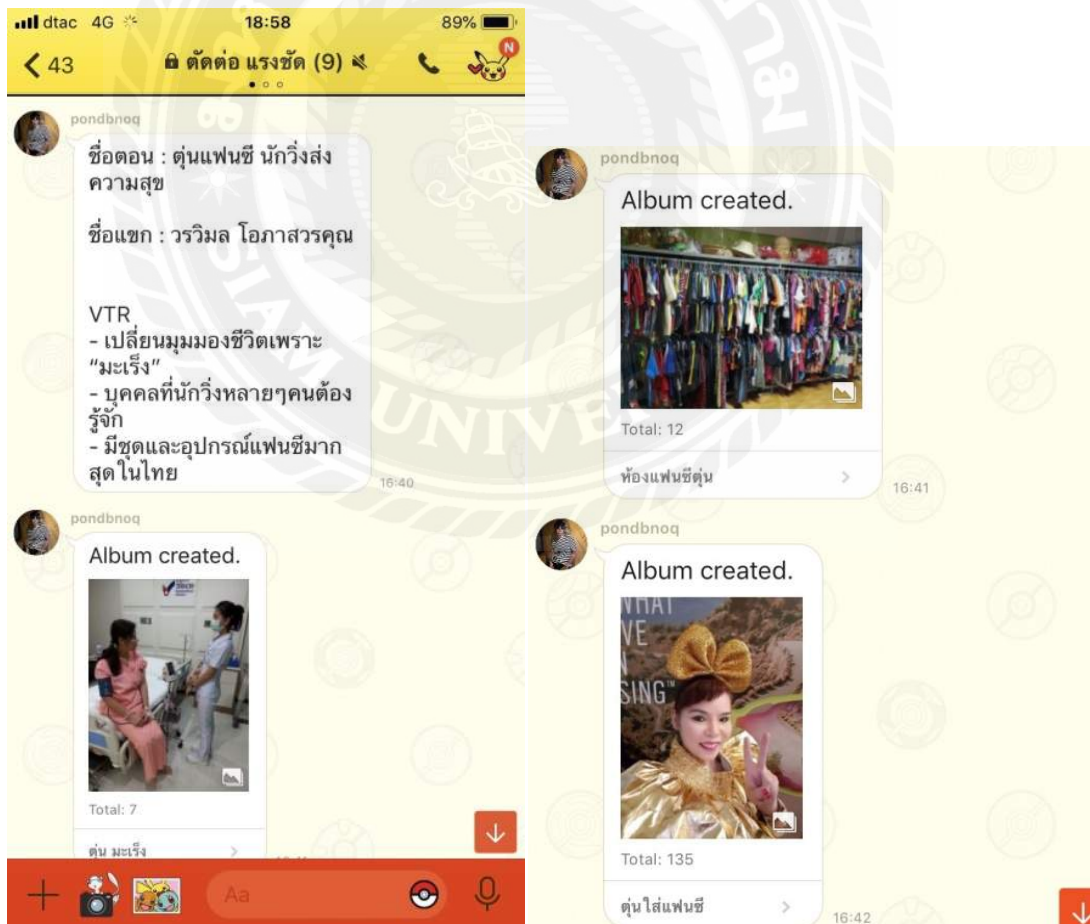 dtac 4G 18:58 89%
43 ตัดต่อ แรงชัด (9)
N
pondbnoq
ชื่อตอน : ตุ่นแฟนซี นักวิ่งส่ง
ความสุข
ชื่อแขก : วรวิมล โอภาสวรคุณ
VTR
- เปลี่ยนมุมมองชีวิตเพราะ
“มะเร็ง”
- บุคคลที่นักวิ่งหลายๆคนต้อง
รู้จัก
- มีชุดและอุปกรณ์แฟนซีมาก
สุดในไทย
16:40
pondbnoq
Album created.
Total: 7
ตุ่น มะเร็ง
Aa
pondbnoq
Album created.
Total: 12
ห้องแฟนซีตุ่น
16:41
pondbnoq
Album created.
WHAT
VE
SING™
Total: 135
ตุ่นใส่แฟนซี
16:42
SIAM UNIVE